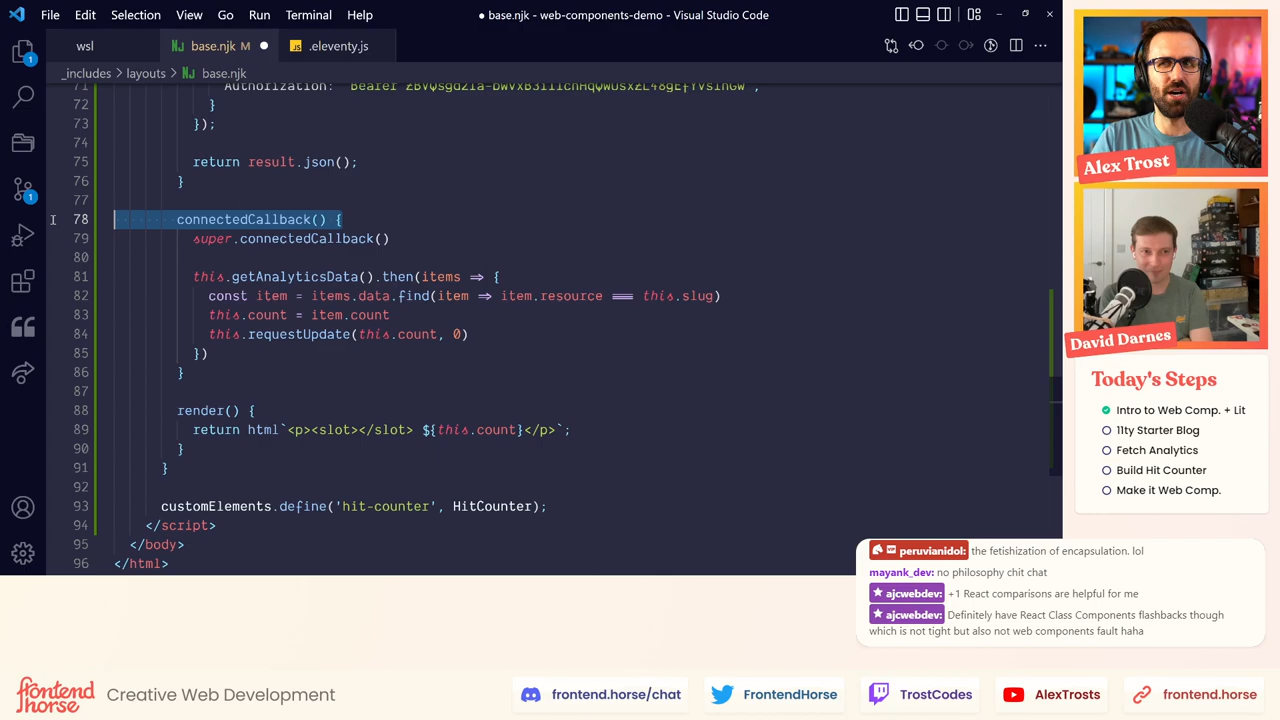 File Edit Selection View Go Run Terminal Help
● base.njk - web-components-demo - Visual Studio Code
wsl
base.njk M
.eleventy.js
_includes > layouts > base.njk
72 }
73 });
74
75 return result.json();
76 }
77
78 connectedCallback() {
79 super.connectedCallback()
80
81 this.getAnalyticsData().then(items => {
82 const item = items.data.find(item => item.resource === this.slug)
83 this.count = item.count
84 this.requestUpdate(this.count, 0)
85 })
86 }
87
88 render() {
89 return html`<p><slot></slot> ${this.count}</p>`;
90 }
91 }
92
93 customElements.define('hit-counter', HitCounter);
94 </script>
95 </body>
96 </html>
Alex Trost
David Darnes
Today's Steps
Intro to Web Comp. + Lit
11ty Starter Blog
Fetch Analytics
Build Hit Counter
Make it Web Comp.
peruvianidol: the fetishization of encapsulation. lol
mayank_dev: no philosophy chit chat
ajcwebdev: +1 React comparisons are helpful for me
ajcwebdev: Definitely have React Class Components flashbacks though
which is not tight but also not web components fault haha
frontend
horse
Creative Web Development
frontend.horse/chat
FrontendHorse
TrostCodes
AlexTrosts
frontend.horse